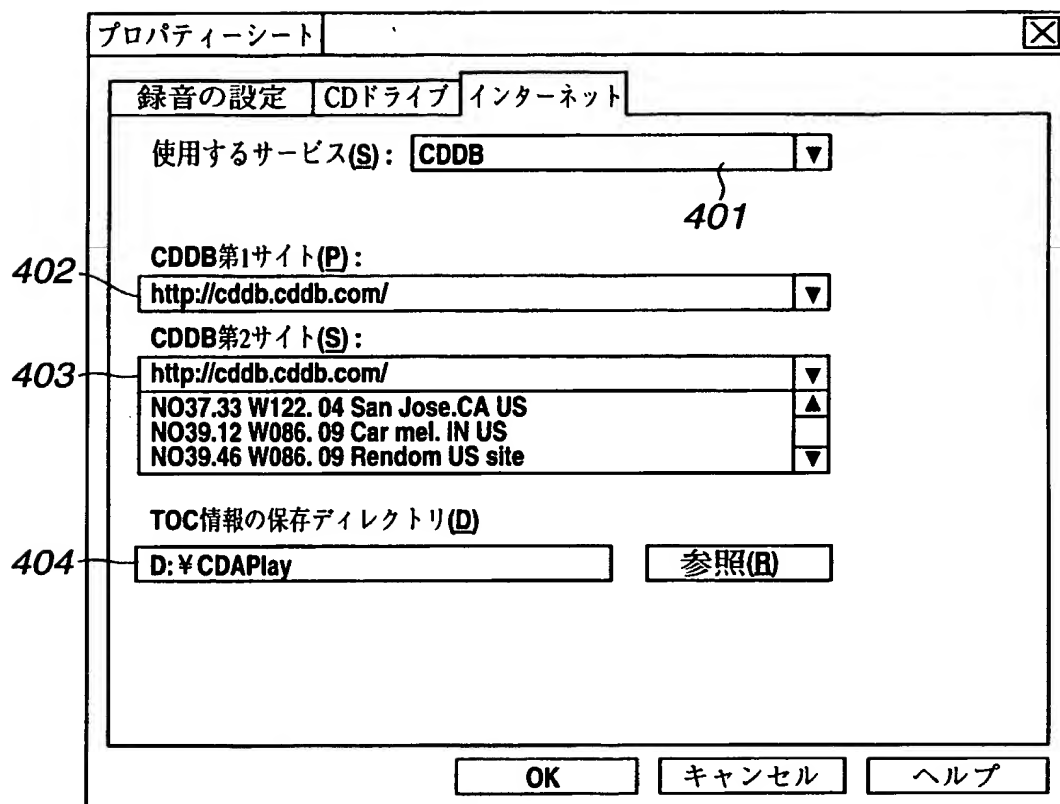 プロパティーシート
録音の設定 CDドライブ インターネット
使用するサービス(S): CDDB ▼
401
CDDB第1サイト(P):
402
http://cddb.cddb.com/ ▼
CDDB第2サイト(S):
403
http://cddb.cddb.com/ ▼
NO37.33 W122. 04 San Jose.CA US ▲
NO39.12 W086. 09 Car mel. IN US
NO39.46 W086. 09 Rendom US site ▼
TOC情報の保存ディレクトリ(D)
404
D:¥CDAPlay 参照(R)
OK キャンセル ヘルプ